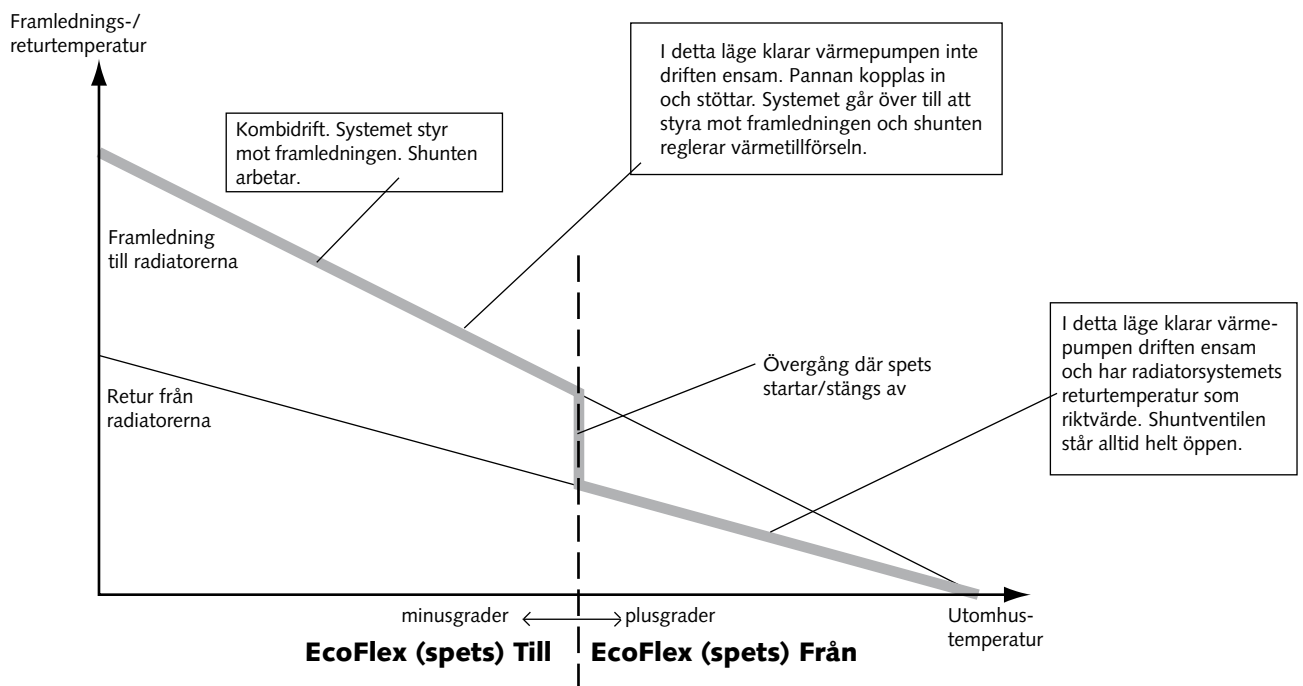 Framlednings-/
returtemperatur
I detta läge klarar värmepumpen inte
driften ensam. Pannan kopplas in
och stöttar. Systemet går över till att
styra mot framledningen och shunten
reglerar värmetillförseln.
Kombidrift. Systemet styr
mot framledningen. Shunten
arbetar.
Framledning
till radiatorerna
I detta läge klarar värme-
pumpen driften ensam
och har radiatorsystemets
returtemperatur som
riktvärde. Shuntventilen
står alltid helt öppen.
Övergång där spets
startar/stängs av
Retur från
radiatorerna
minusgrader
plusgrader
Utomhus-
temperatur
EcoFlex (spets) Till
EcoFlex (spets) Från